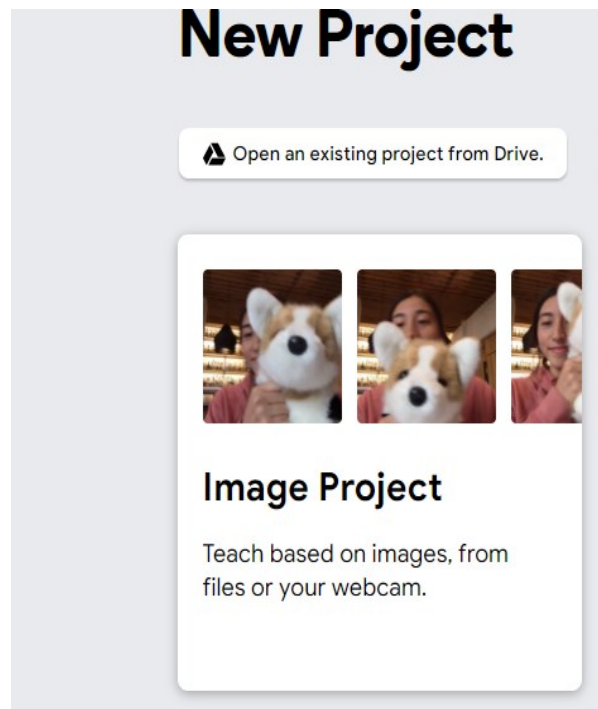 New Project
Open an existing project from Drive.
Image Project
Teach based on images, from
files or your webcam.